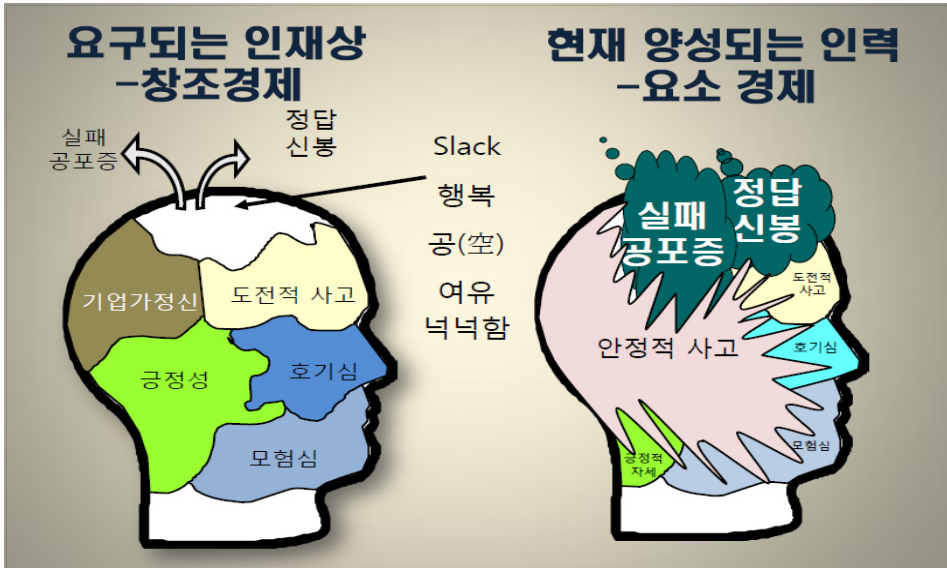 요구되는 인재상
-창조경제
현재 양성되는 인력
-요소 경제
실패
공포증
정답
신봉
Slack
행복
공(空)
여유
넉넉함
기업가정신
도전적 사고
긍정성
호기심
모험심
실패
공포증
정답
신봉
도전적
사고
안정적 사고
호기심
모험심
긍정적
자세